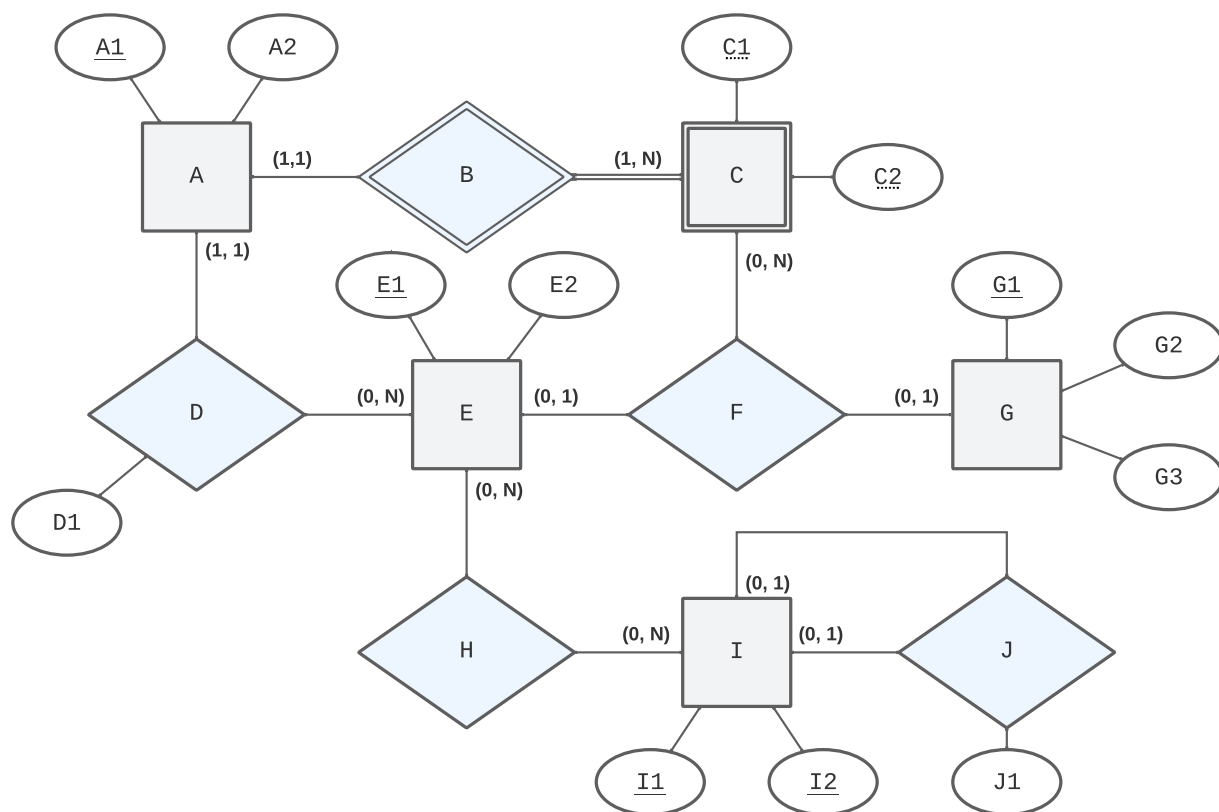 A1
A2
C1
A
(1,1)
B
(1, N)
C
C2
(1, 1)
(0, N)
E1
E2
G1
G2
D
(0, N)
E
(0, 1)
F
(0, 1)
G
G3
D1
(0, N)
(0, 1)
H
(0, N)
I
(0, 1)
J
I1
I2
J1